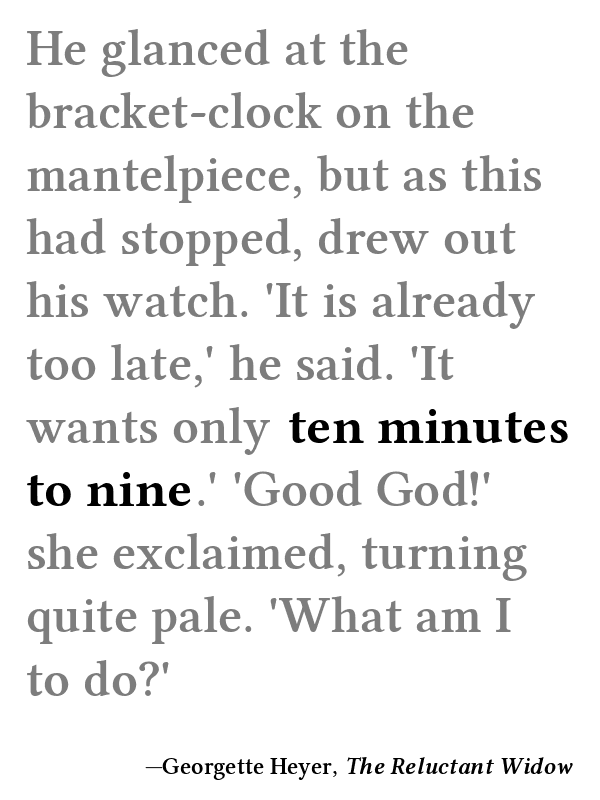 He glanced at the
bracket-clock on the
mantelpiece, but as this
had stopped, drew out
his watch. 'It is already
too late,' he said. 'It
wants only ten minutes
to nine.' 'Good God!'
she exclaimed, turning
quite pale. 'What am I
to do?'
—Georgette Heyer, The Reluctant Widow